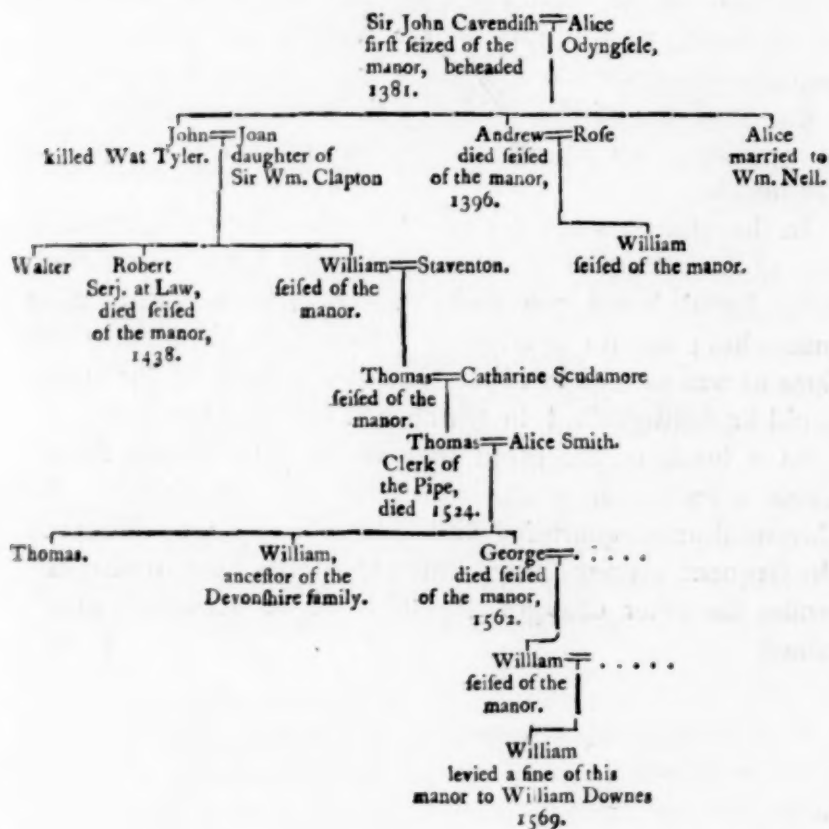 Sir John Cavendiſh = Alice
firſt ſeized of the Odyngſele,
manor, beheaded
1381.
John = Joan
killed Wat Tyler. daughter of
Sir Wm. Clapton
Andrew = Roſe
died ſeiſed
of the manor,
1396.
Alice
married to
Wm. Nell.
William
ſeiſed of the manor.
Walter
Robert
Serj. at Law,
died ſeiſed
of the manor,
1438.
William = Staventon.
ſeiſed of the
manor.
Thomas = Catharine Scudamore
ſeiſed of the
manor.
Thomas = Alice Smith.
Clerk of
the Pipe,
died 1524.
Thomas.
William,
anceſtor of the
Devonſhire family.
George = . . . . .
died ſeiſed
of the manor,
1562.
William = . . . . .
ſeiſed of the
manor.
William
levied a fine of this
manor to William Downes
1569.